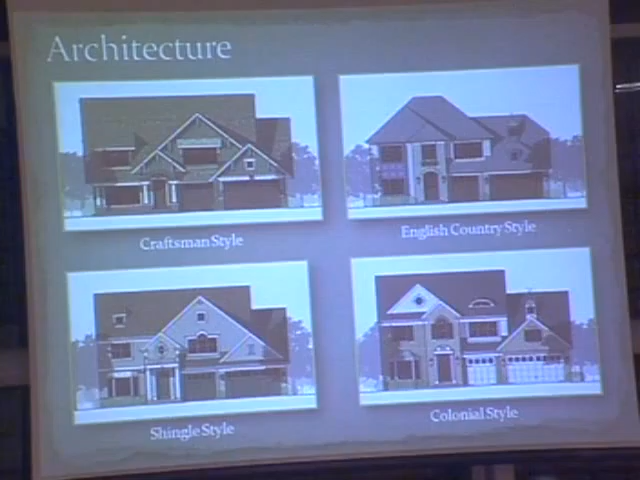 Architecture
Craftsman Style
English Country Style
Shingle Style
Colonial Style